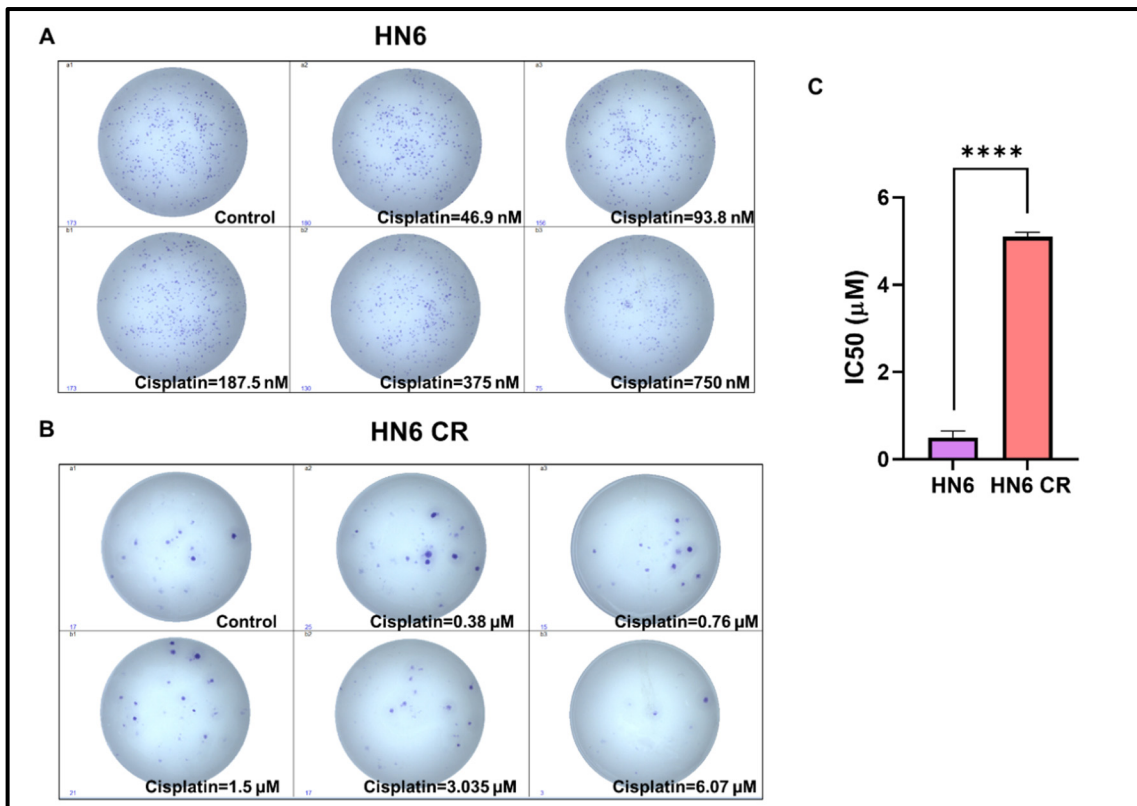 A
HN6
a1
a2
a3
Control
Cisplatin=46.9 nM
Cisplatin=93.8 nM
173
190
156
b1
b2
b3
Cisplatin=187.5 nM
Cisplatin=375 nM
Cisplatin=750 nM
173
130
75
B
HN6 CR
a1
a2
a3
Control
Cisplatin=0.38 µM
Cisplatin=0.76 µM
17
25
15
b1
b2
b3
Cisplatin=1.5 µM
Cisplatin=3.035 µM
Cisplatin=6.07 µM
21
17
3
C
****
IC50 (µM)
6
4
2
0
HN6
HN6 CR